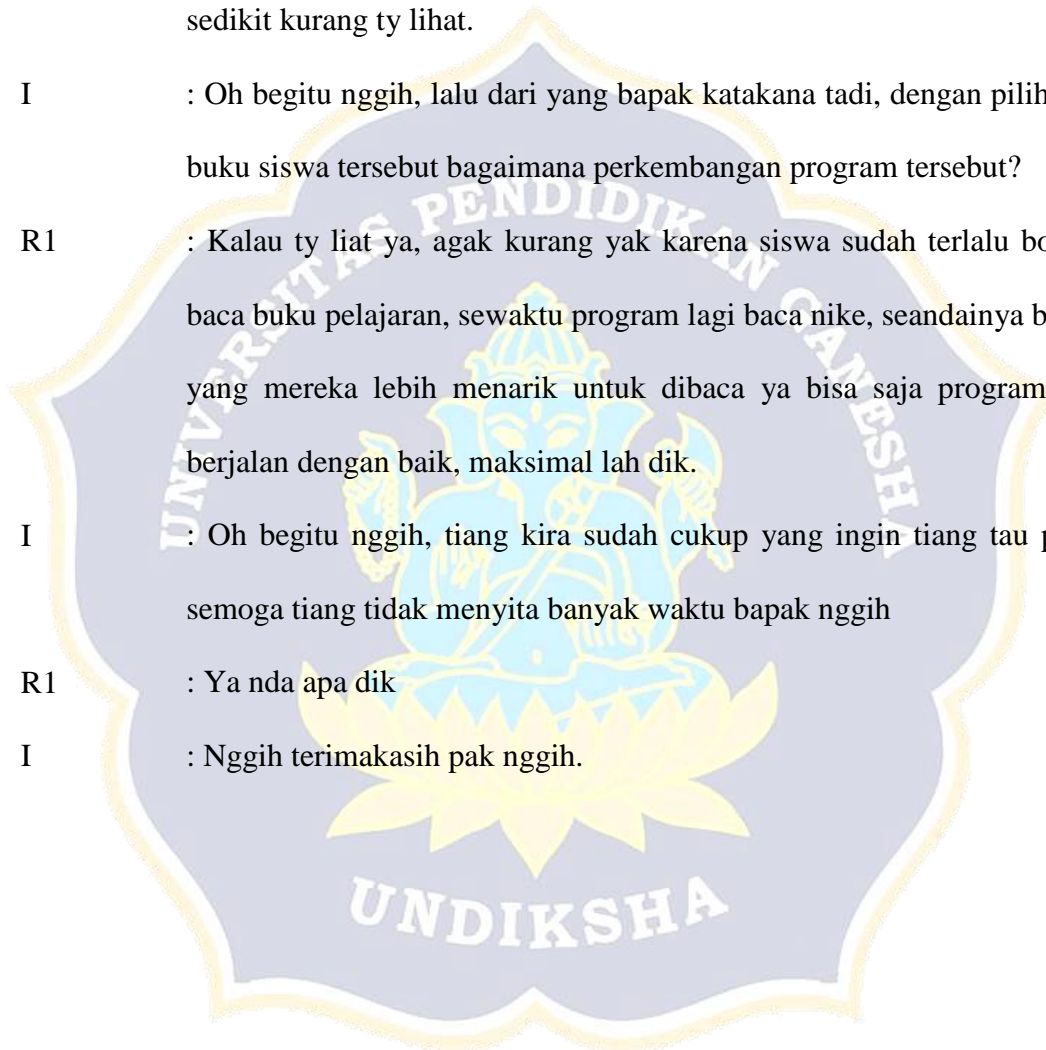 sedikit kurang ty lihat.
I : Oh begitu nggih, lalu dari yang bapak katakana tadi, dengan pilih
buku siswa tersebut bagaimana perkembangan program tersebut?
R1 : Kalau ty liat ya, agak kurang yak karena siswa sudah terlalu bo
baca buku pelajaran, sewaktu program lagi baca nike, seandainya b
yang mereka lebih menarik untuk dibaca ya bisa saja program
berjalan dengan baik, maksimal lah dik.
I : Oh begitu nggih, tiang kira sudah cukup yang ingin tiang tau p
semoga tiang tidak menyita banyak waktu bapak nggih
R1 : Ya nda apa dik
I : Nggih terimakasih pak nggih.
UNIVERSITAS PENDIDIKAN GANESHA
UNDIKSHA